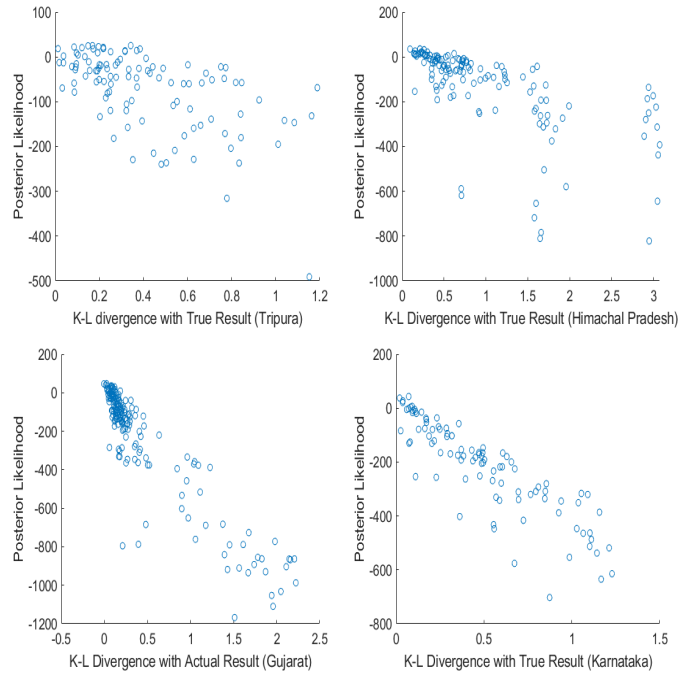 100
0
-100
-200
-300
-400
-500
Posterior Likelihood
0 0.2 0.4 0.6 0.8 1 1.2
K-L divergence with True Result (Tripura)
200
0
-200
-400
-600
-800
-1000
Posterior Likelihood
0 0.5 1 1.5 2 2.5 3
K-L Divergence with True Result (Himachal Pradesh)
200
0
-200
-400
-600
-800
-1000
-1200
Posterior Likelihood
-0.5 0 0.5 1 1.5 2 2.5
K-L Divergence with Actual Result (Gujarat)
200
0
-200
-400
-600
-800
Posterior Likelihood
0 0.5 1 1.5
K-L Divergence with True Result (Karnataka)